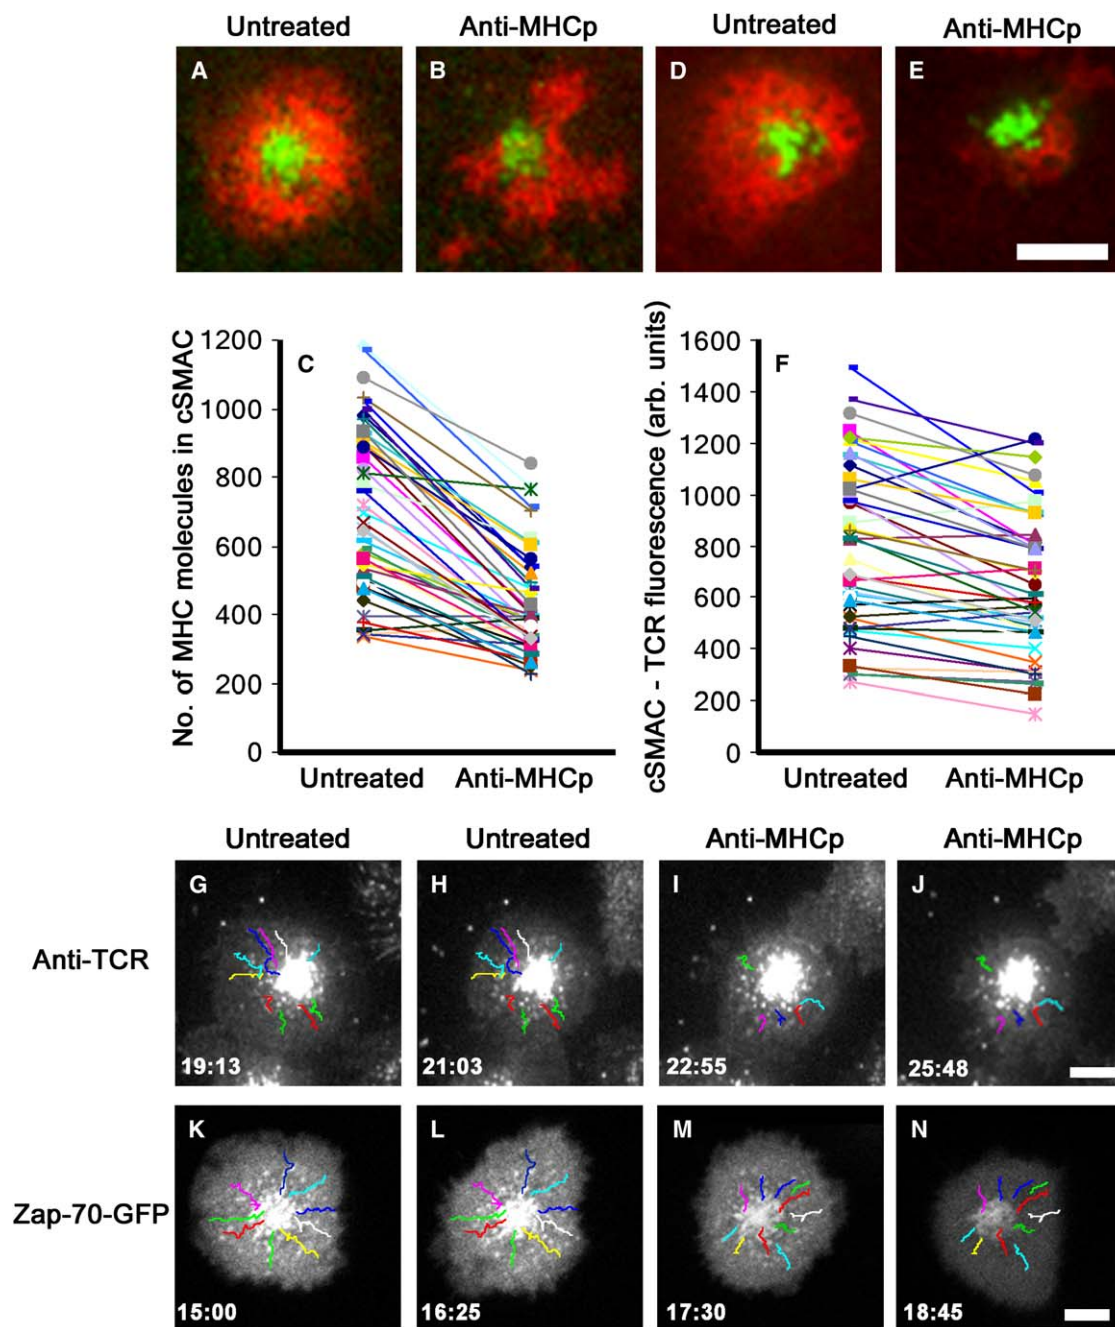 Untreated Anti-MHCp Untreated Anti-MHCp
A B D E
No. of MHC molecules in cSMAC
1200
1000
800
600
400
200
0
C
Untreated Anti-MHCp
cSMAC - TCR fluorescence (arb. units)
1600
1400
1200
1000
800
600
400
200
0
F
Untreated Anti-MHCp
Untreated Untreated Anti-MHCp Anti-MHCp
Anti-TCR
G H I J
19:13 21:03 22:55 25:48
Zap-70-GFP
K L M N
15:00 16:25 17:30 18:45